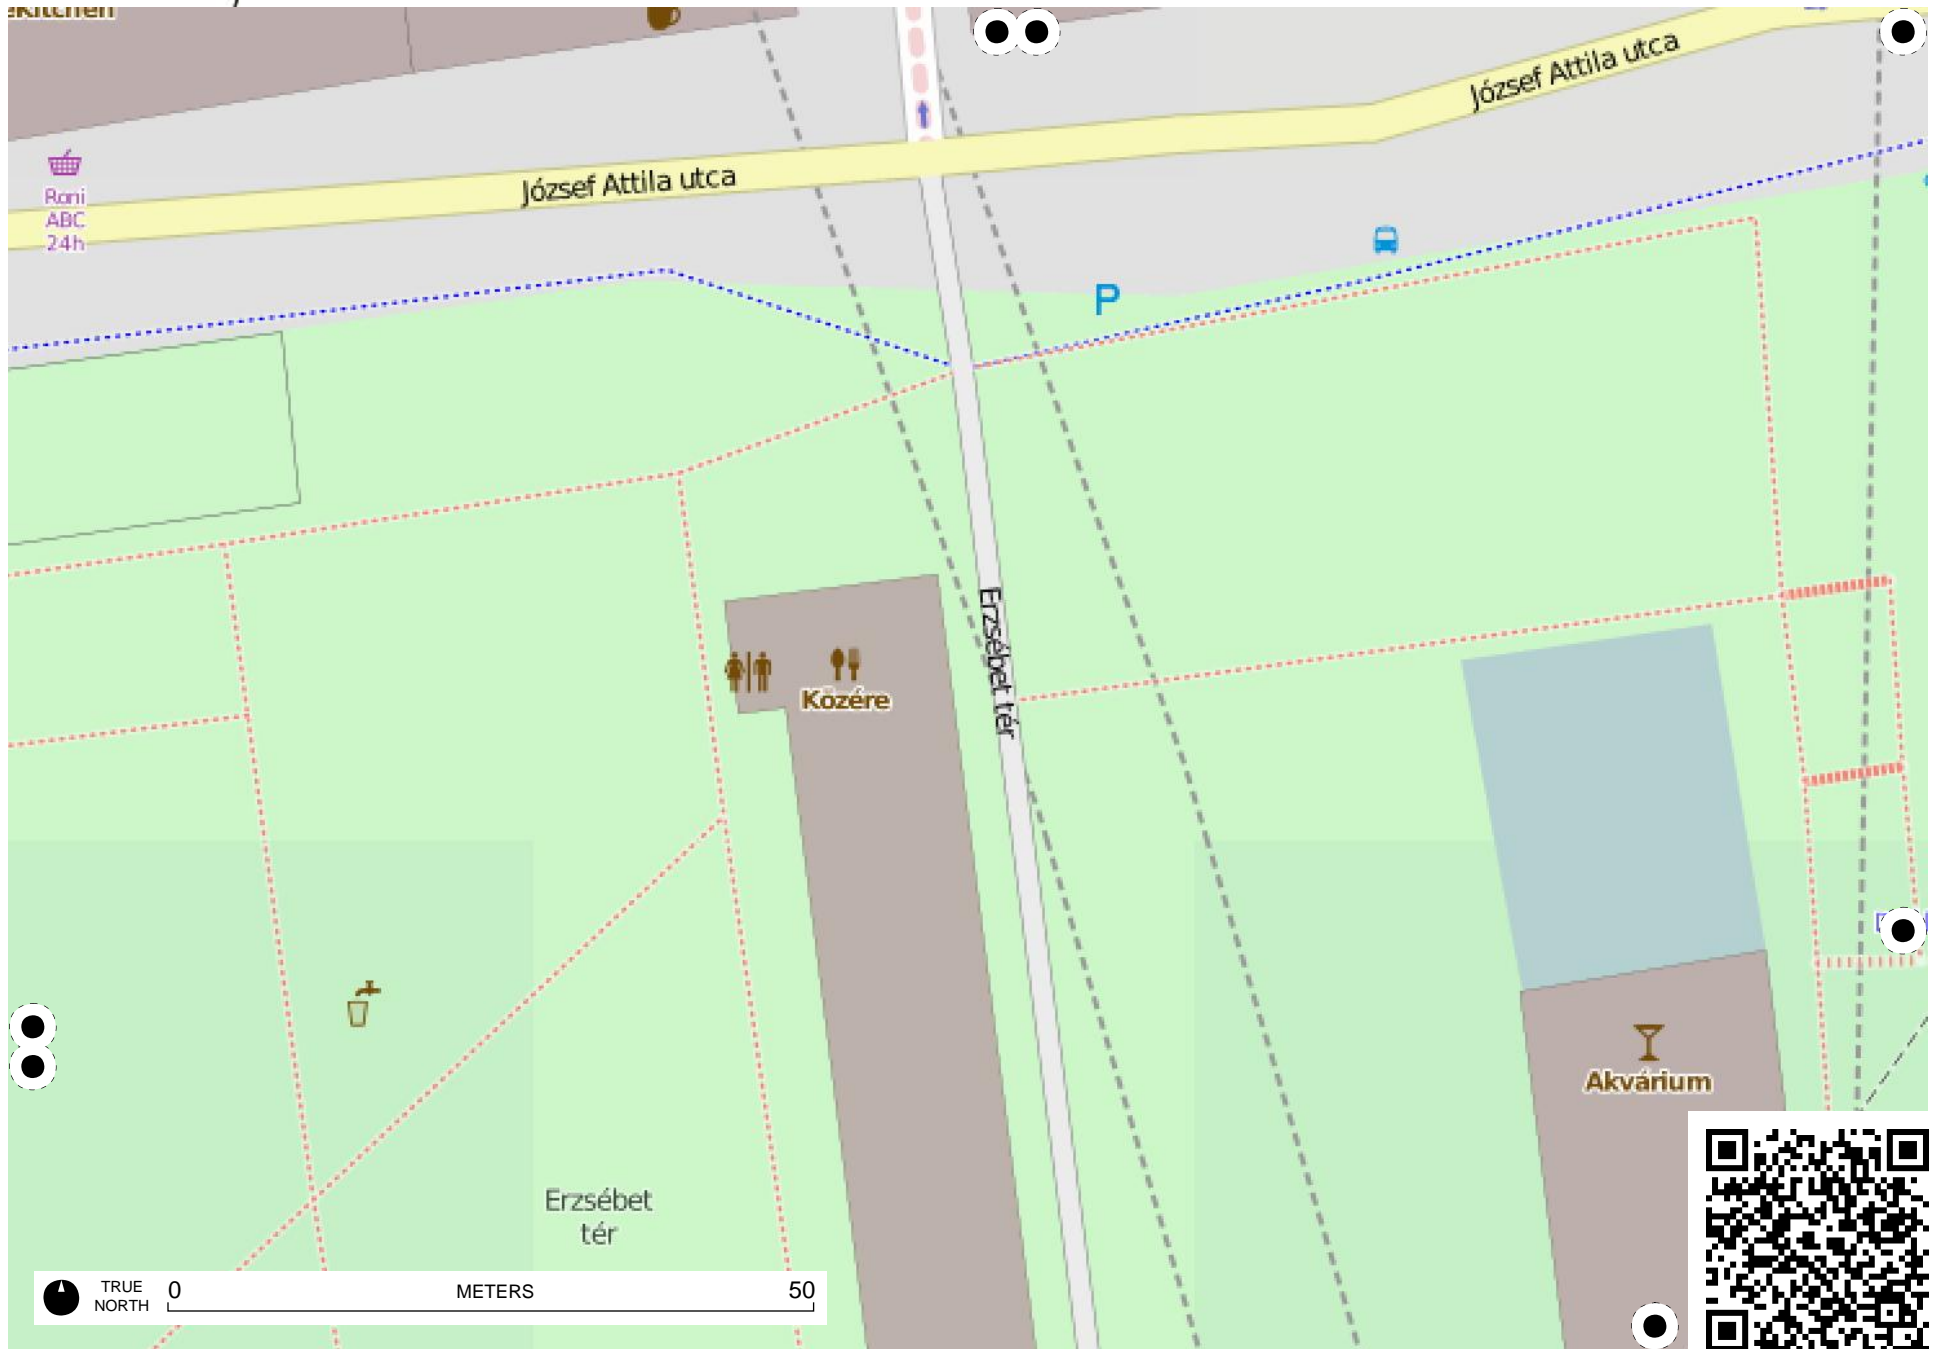 József Attila utca
József Attila utca
Roni
ABC
24h
P
Erzsébet tér
Közére
Akvárium
Erzsébet
tér
TRUE
NORTH
0
METERS
50